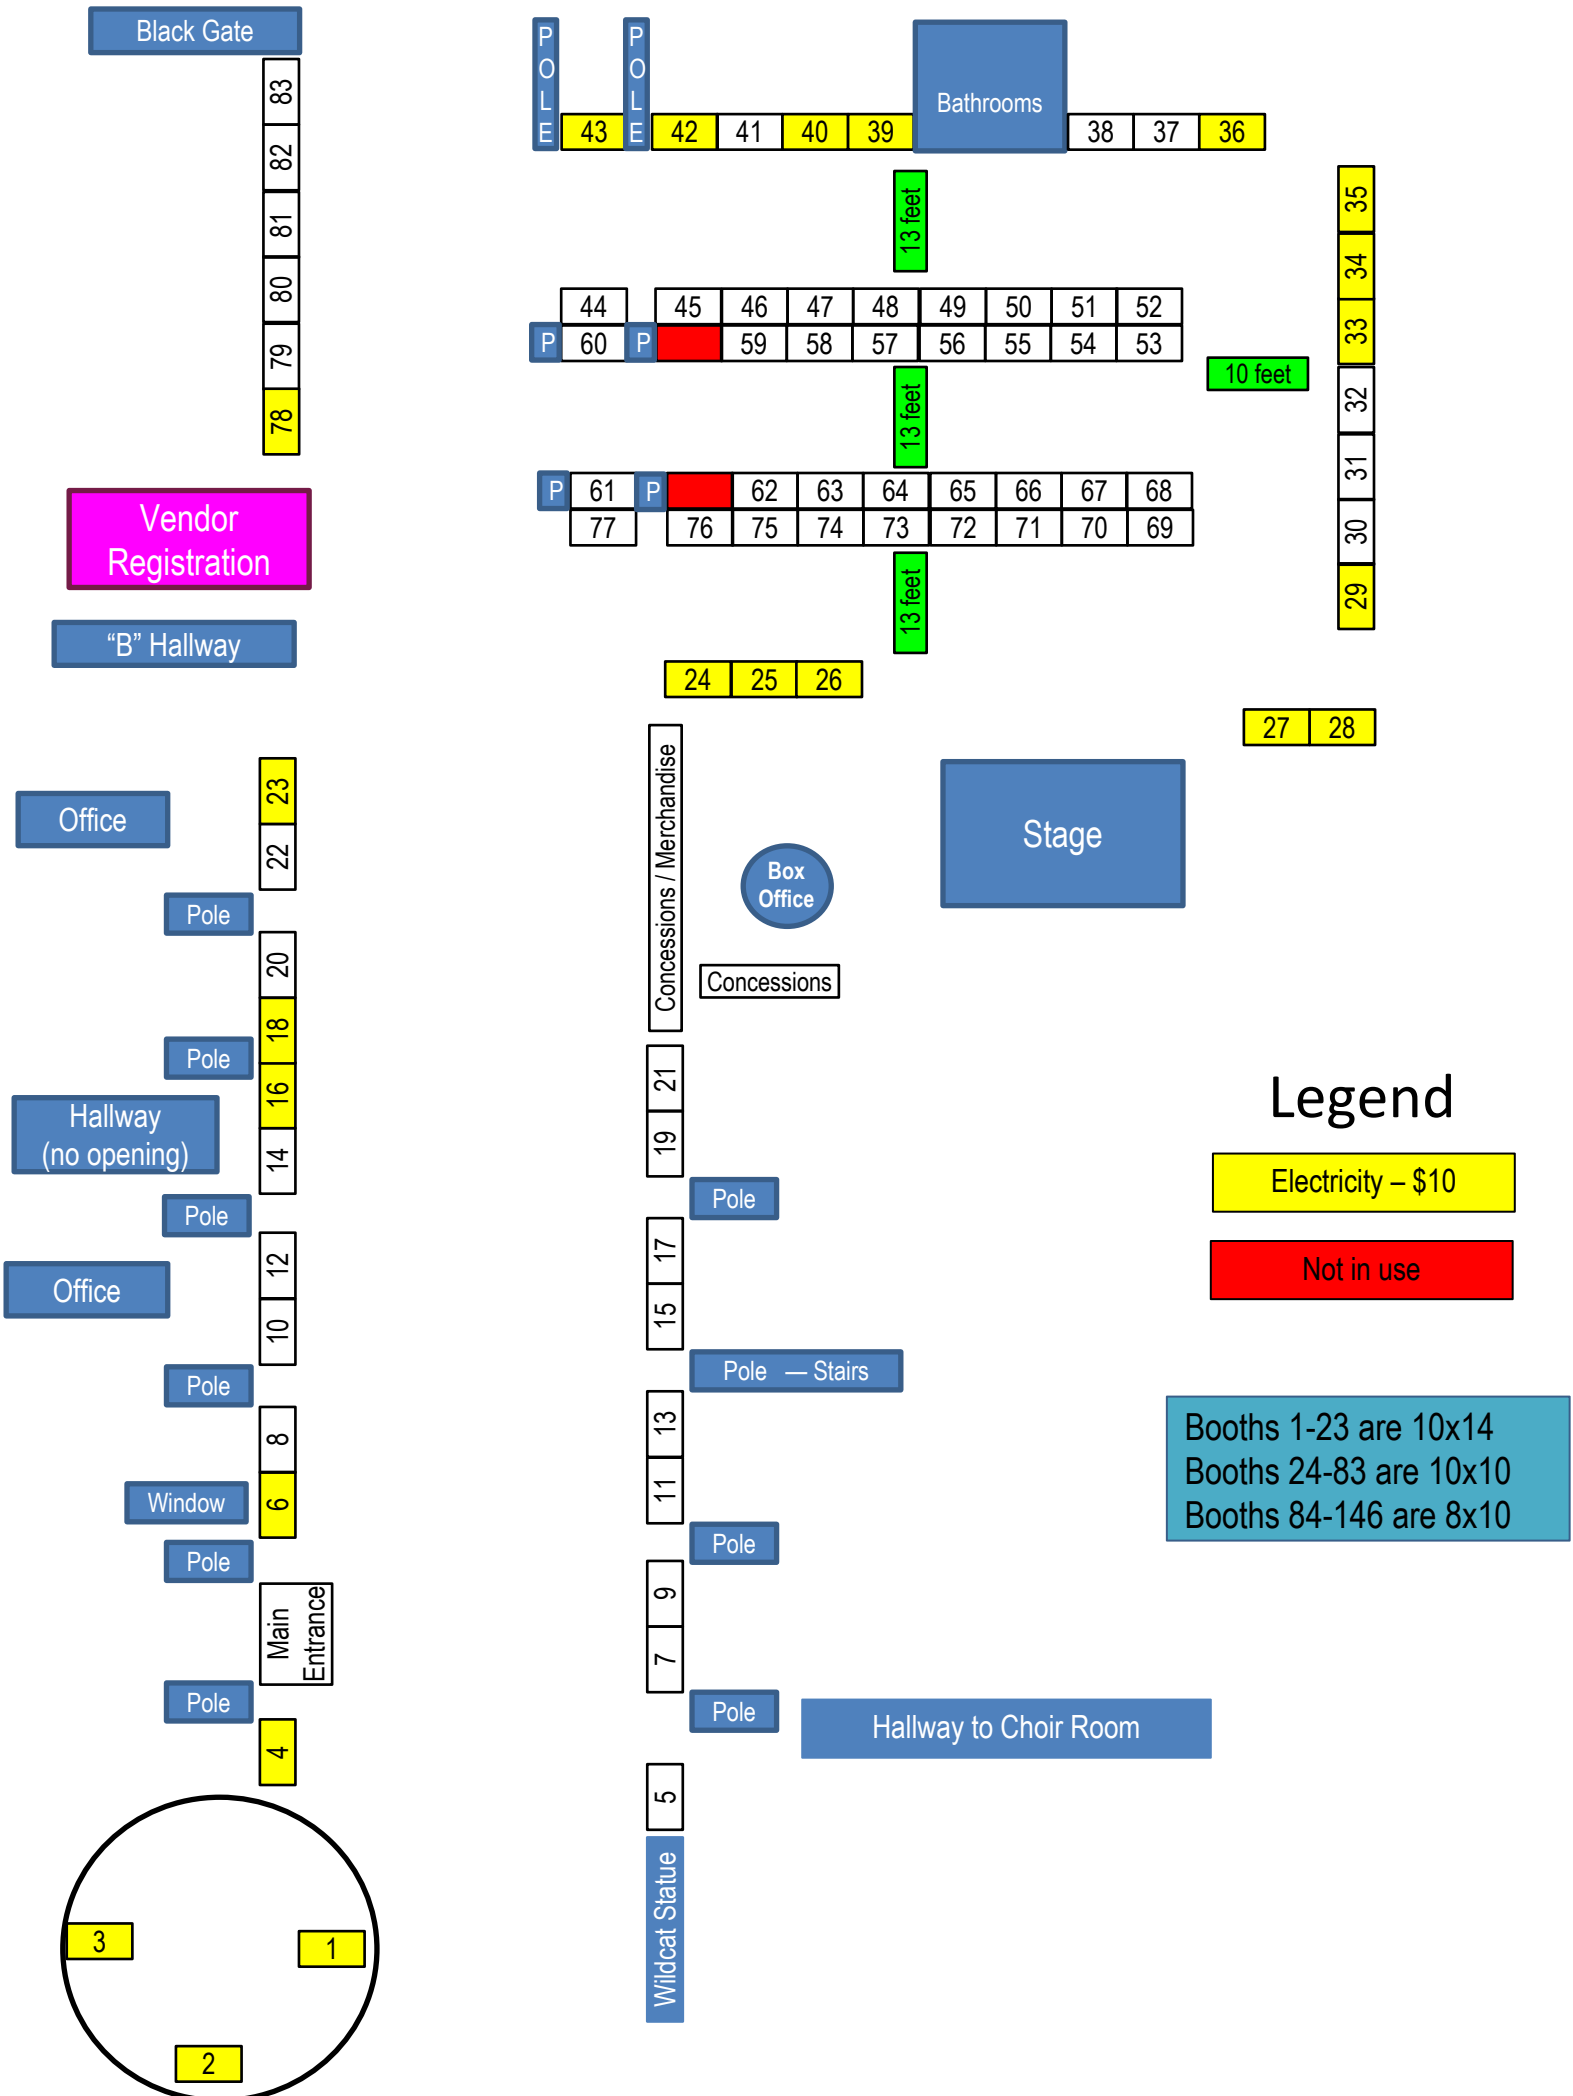 Black Gate
83
82
81
80
79
78
Vendor
Registration
“B” Hallway
POLE
43
POLE
42
41
40
39
Bathrooms
38
37
36
13 feet
44
45
46
47
48
49
50
51
52
P
60
P
59
58
57
56
55
54
53
13 feet
10 feet
35
34
33
32
31
30
29
P
61
P
62
63
64
65
66
67
68
77
76
75
74
73
72
71
70
69
13 feet
24
25
26
27
28
Office
23
22
Pole
20
18
Pole
16
Hallway
(no opening)
14
Pole
12
Office
10
Pole
8
Window
6
Pole
Main
Entrance
Pole
4
3
1
2
Concessions / Merchandise
Box
Office
Stage
Concessions
21
19
Pole
17
15
Pole — Stairs
13
11
Pole
9
7
Pole
Hallway to Choir Room
5
Wildcat Statue
Legend
Electricity – $10
Not in use
Booths 1-23 are 10x14
Booths 24-83 are 10x10
Booths 84-146 are 8x10